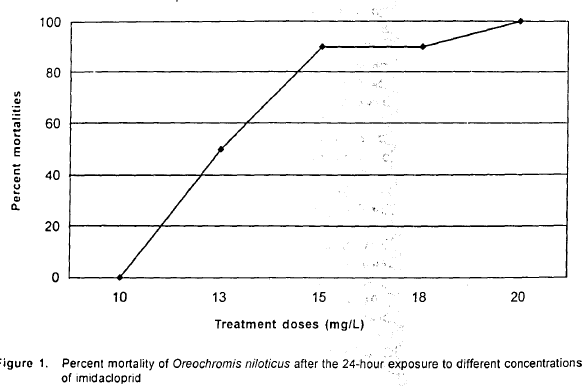 100
80
60
40
20
0
Percent mortalities
10 13 15 18 20
Treatment doses (mg/L)
igure 1. Percent mortality of Oreochromis niloticus after the 24-hour exposure to different concentrations
of imidacloprid